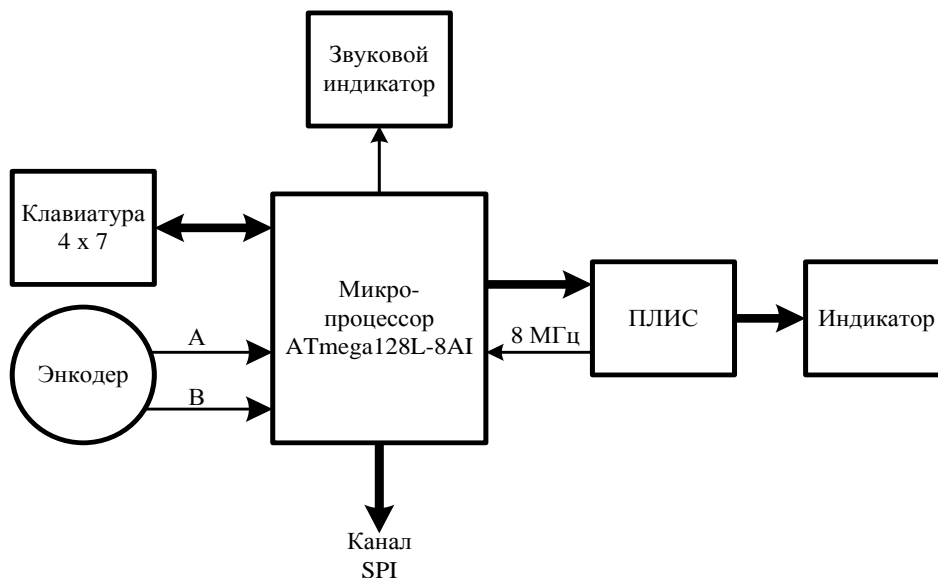 Звуковой
индикатор
Клавиатура
4 x 7
Микро-
процессор
ATmega128L-8AI
Энкодер
A
B
8 МГц
ПЛИС
Индикатор
Канал
SPI